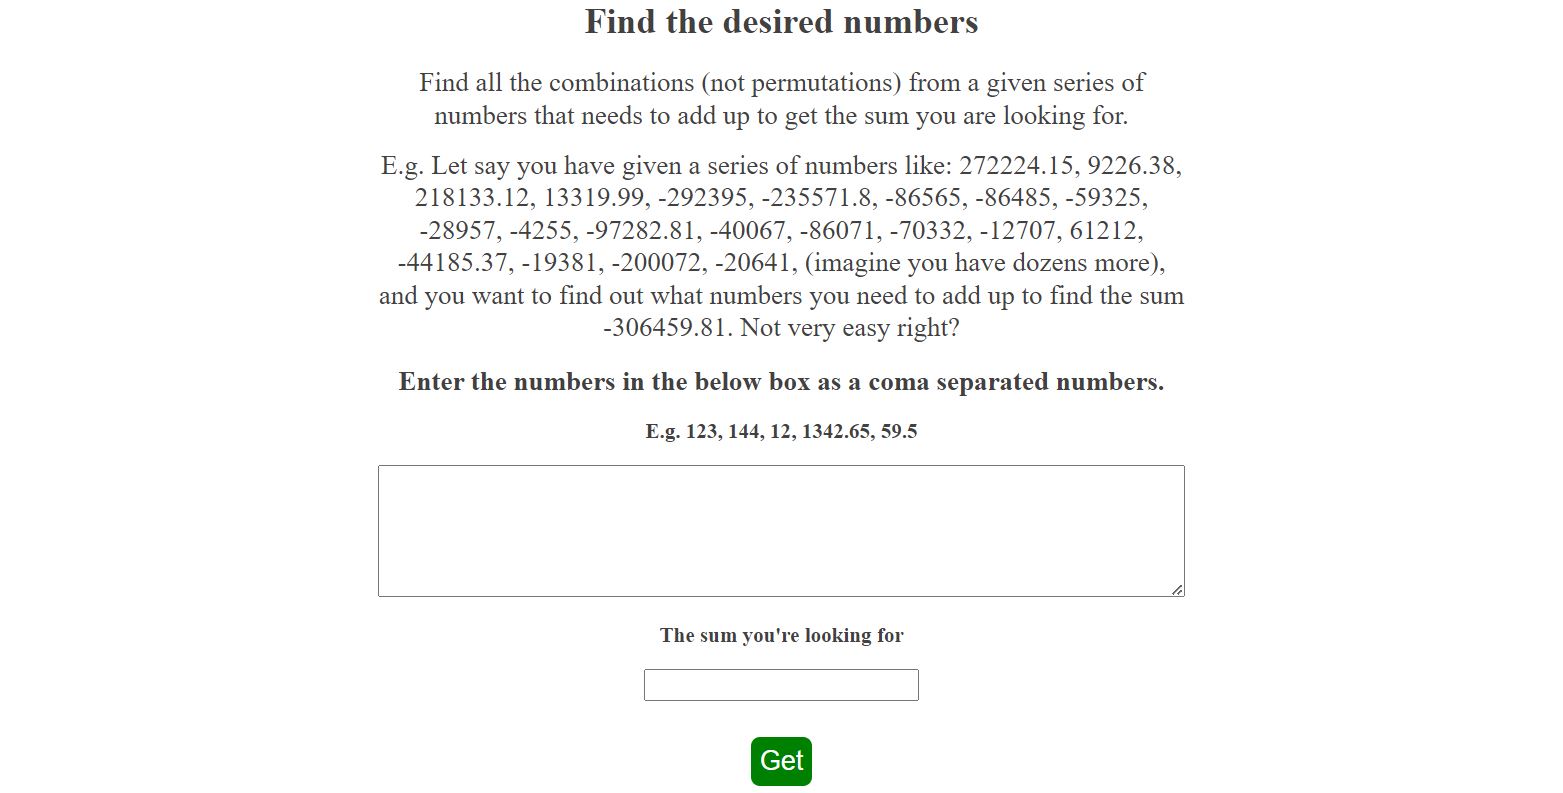 Find the desired numbers
Find all the combinations (not permutations) from a given series of
numbers that needs to add up to get the sum you are looking for.
E.g. Let say you have given a series of numbers like: 272224.15, 9226.38,
218133.12, 13319.99, -292395, -235571.8, -86565, -86485, -59325,
-28957, -4255, -97282.81, -40067, -86071, -70332, -12707, 61212,
-44185.37, -19381, -200072, -20641, (imagine you have dozens more),
and you want to find out what numbers you need to add up to find the sum
-306459.81. Not very easy right?
Enter the numbers in the below box as a coma separated numbers.
E.g. 123, 144, 12, 1342.65, 59.5
The sum you're looking for
Get